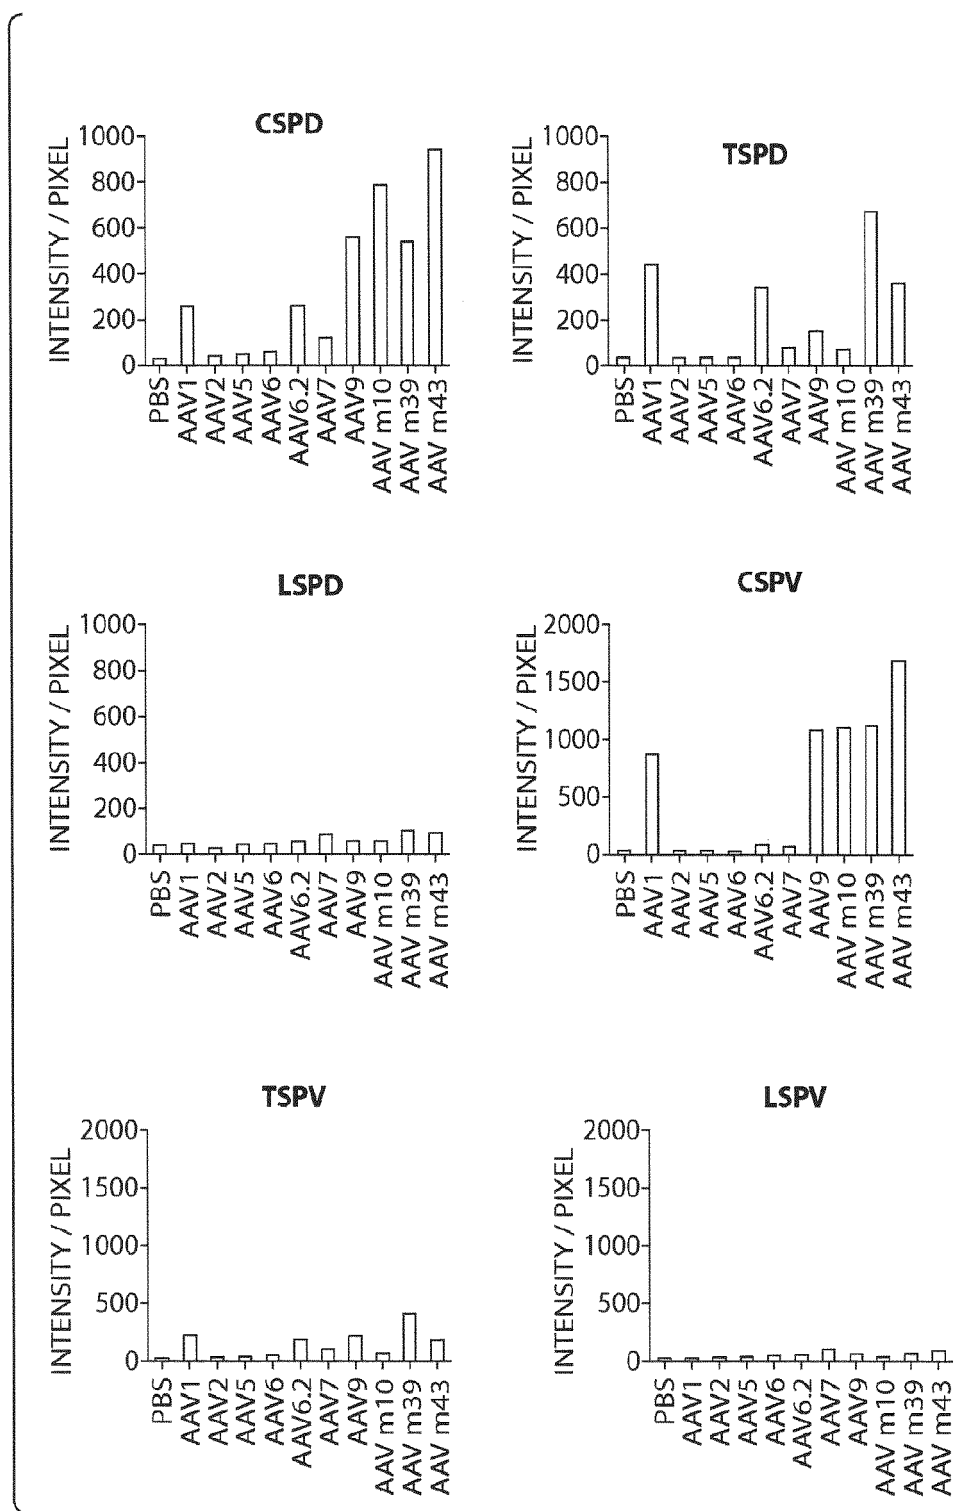 CSPD
INTENSITY / PIXEL
1000
800
600
400
200
0
PBS
AAV1
AAV2
AAV5
AAV6
AAV6.2
AAV7
AAV9
AAV m10
AAV m39
AAV m43
TSPD
INTENSITY / PIXEL
1000
800
600
400
200
0
PBS
AAV1
AAV2
AAV5
AAV6
AAV6.2
AAV7
AAV9
AAV m10
AAV m39
AAV m43
LSPD
INTENSITY / PIXEL
1000
800
600
400
200
0
PBS
AAV1
AAV2
AAV5
AAV6
AAV6.2
AAV7
AAV9
AAV m10
AAV m39
AAV m43
CSPV
INTENSITY / PIXEL
2000
1500
1000
500
0
PBS
AAV1
AAV2
AAV5
AAV6
AAV6.2
AAV7
AAV9
AAV m10
AAV m39
AAV m43
TSPV
INTENSITY / PIXEL
2000
1500
1000
500
0
PBS
AAV1
AAV2
AAV5
AAV6
AAV6.2
AAV7
AAV9
AAV m10
AAV m39
AAV m43
LSPV
INTENSITY / PIXEL
2000
1500
1000
500
0
PBS
AAV1
AAV2
AAV5
AAV6
AAV6.2
AAV7
AAV9
AAV m10
AAV m39
AAV m43